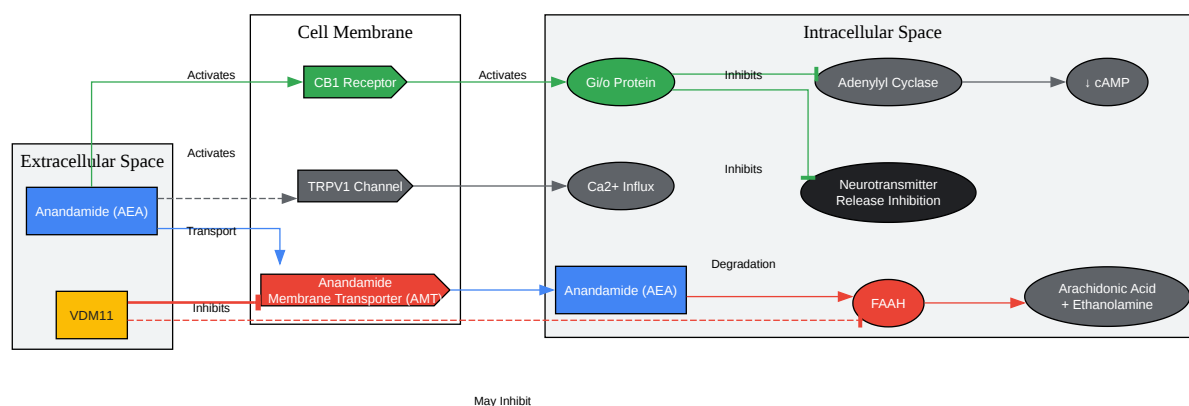 Cell Membrane
Intracellular Space
Activates
CB1 Receptor
Activates
Gi/o Protein
Inhibits
Adenylyl Cyclase
↓ cAMP
Extracellular Space
Activates
TRPV1 Channel
Ca2+ Influx
Inhibits
Neurotransmitter
Release Inhibition
Anandamide (AEA)
Transport
Anandamide
Membrane Transporter (AMT)
Anandamide (AEA)
Degradation
FAAH
Arachidonic Acid
+ Ethanolamine
VDM11
Inhibits
May Inhibit